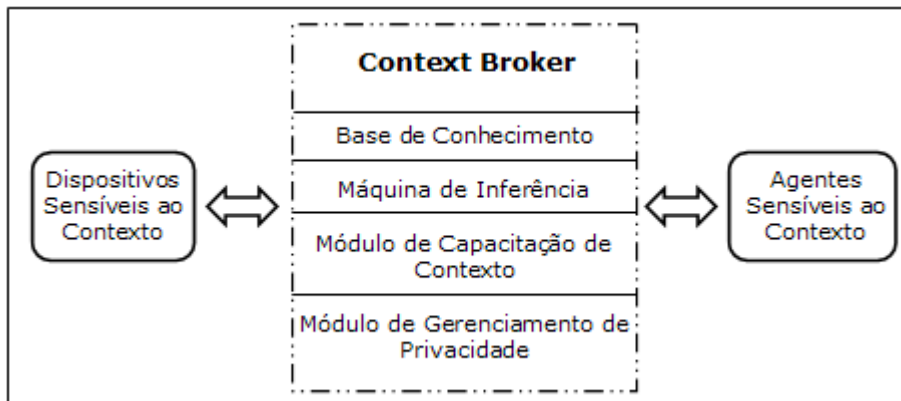 Context Broker
Base de Conhecimento
Máquina de Inferência
Módulo de Capacitação de
Contexto
Módulo de Gerenciamento de
Privacidade
Dispositivos
Sensíveis ao
Contexto
Agentes
Sensíveis ao
Contexto